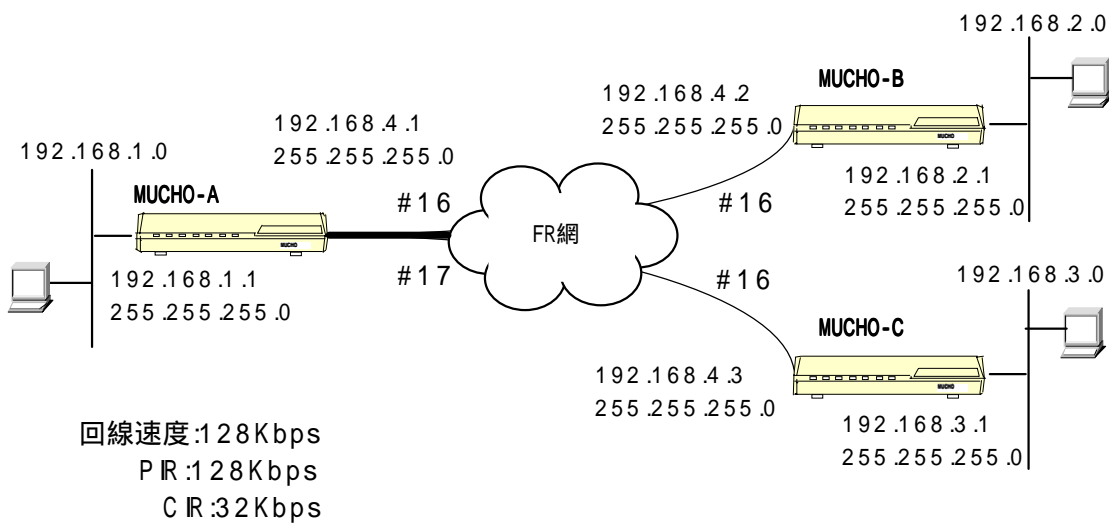 192.168.2.0
MUCHO-B
192.168.4.2
255.255.255.0
MUCHO
192.168.4.1
255.255.255.0
192.168.1.0
MUCHO-A
192.168.2.1
255.255.255.0
#16
#16
FR網
MUCHO
#17
#16
192.168.1.1
255.255.255.0
192.168.3.0
MUCHO-C
192.168.4.3
255.255.255.0
MUCHO
192.168.3.1
255.255.255.0
回線速度:128Kbps
PIR:128Kbps
CIR:32Kbps